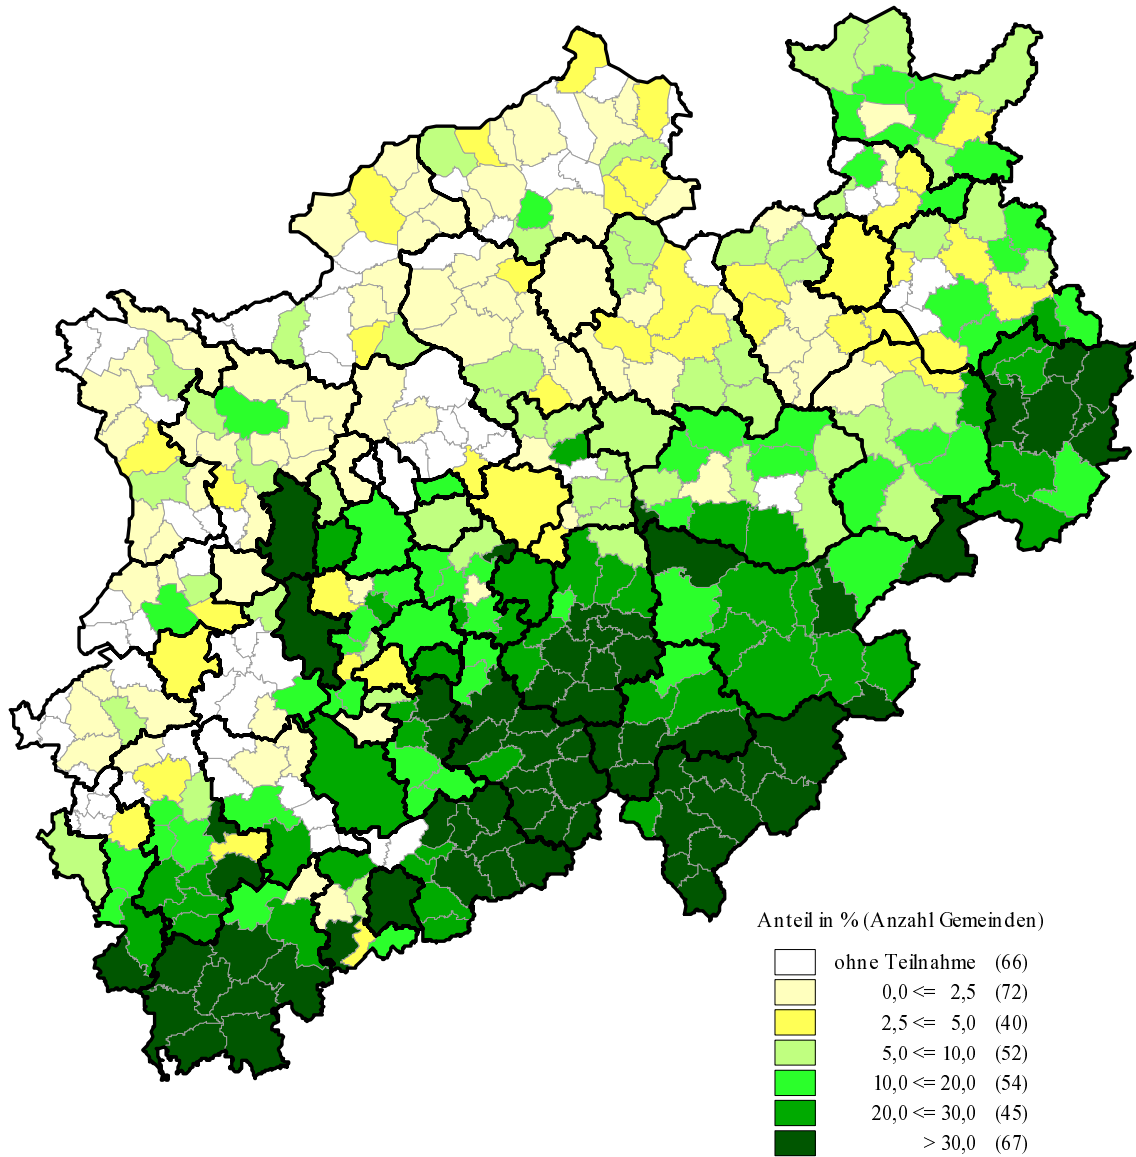 Anteil in % (Anzahl Gemeinden)
ohne Teilnahme (66)
0,0 <= 2,5 (72)
2,5 <= 5,0 (40)
5,0 <= 10,0 (52)
10,0 <= 20,0 (54)
20,0 <= 30,0 (45)
> 30,0 (67)